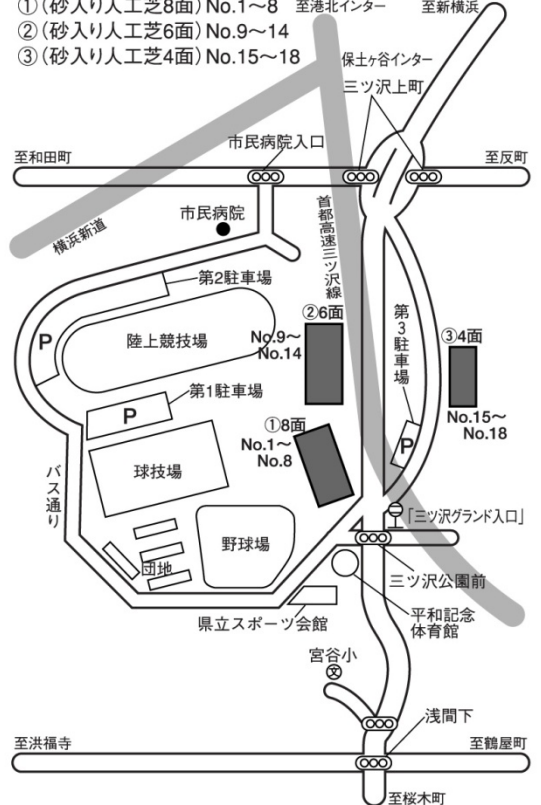 ①(砂入り人工芝8面)No.1〜8
②(砂入り人工芝6面)No.9〜14
③(砂入り人工芝4面)No.15〜18
至港北インター
至新横浜
保土ヶ谷インター
三ツ沢上町
市民病院入口
至和田町
至反町
市民病院
横浜新道
首都高速三ツ沢線
第2駐車場
②6面
P
陸上競技場
No.9〜
No.14
第3駐車場
③4面
第1駐車場
P
①8面
No.1〜
No.8
No.15〜
No.18
P
バス通り
球技場
「三ツ沢グランド入口」
野球場
団地
三ツ沢公園前
県立スポーツ会館
平和記念
体育館
宮谷小
文
浅間下
至洪福寺
至鶴屋町
至桜木町